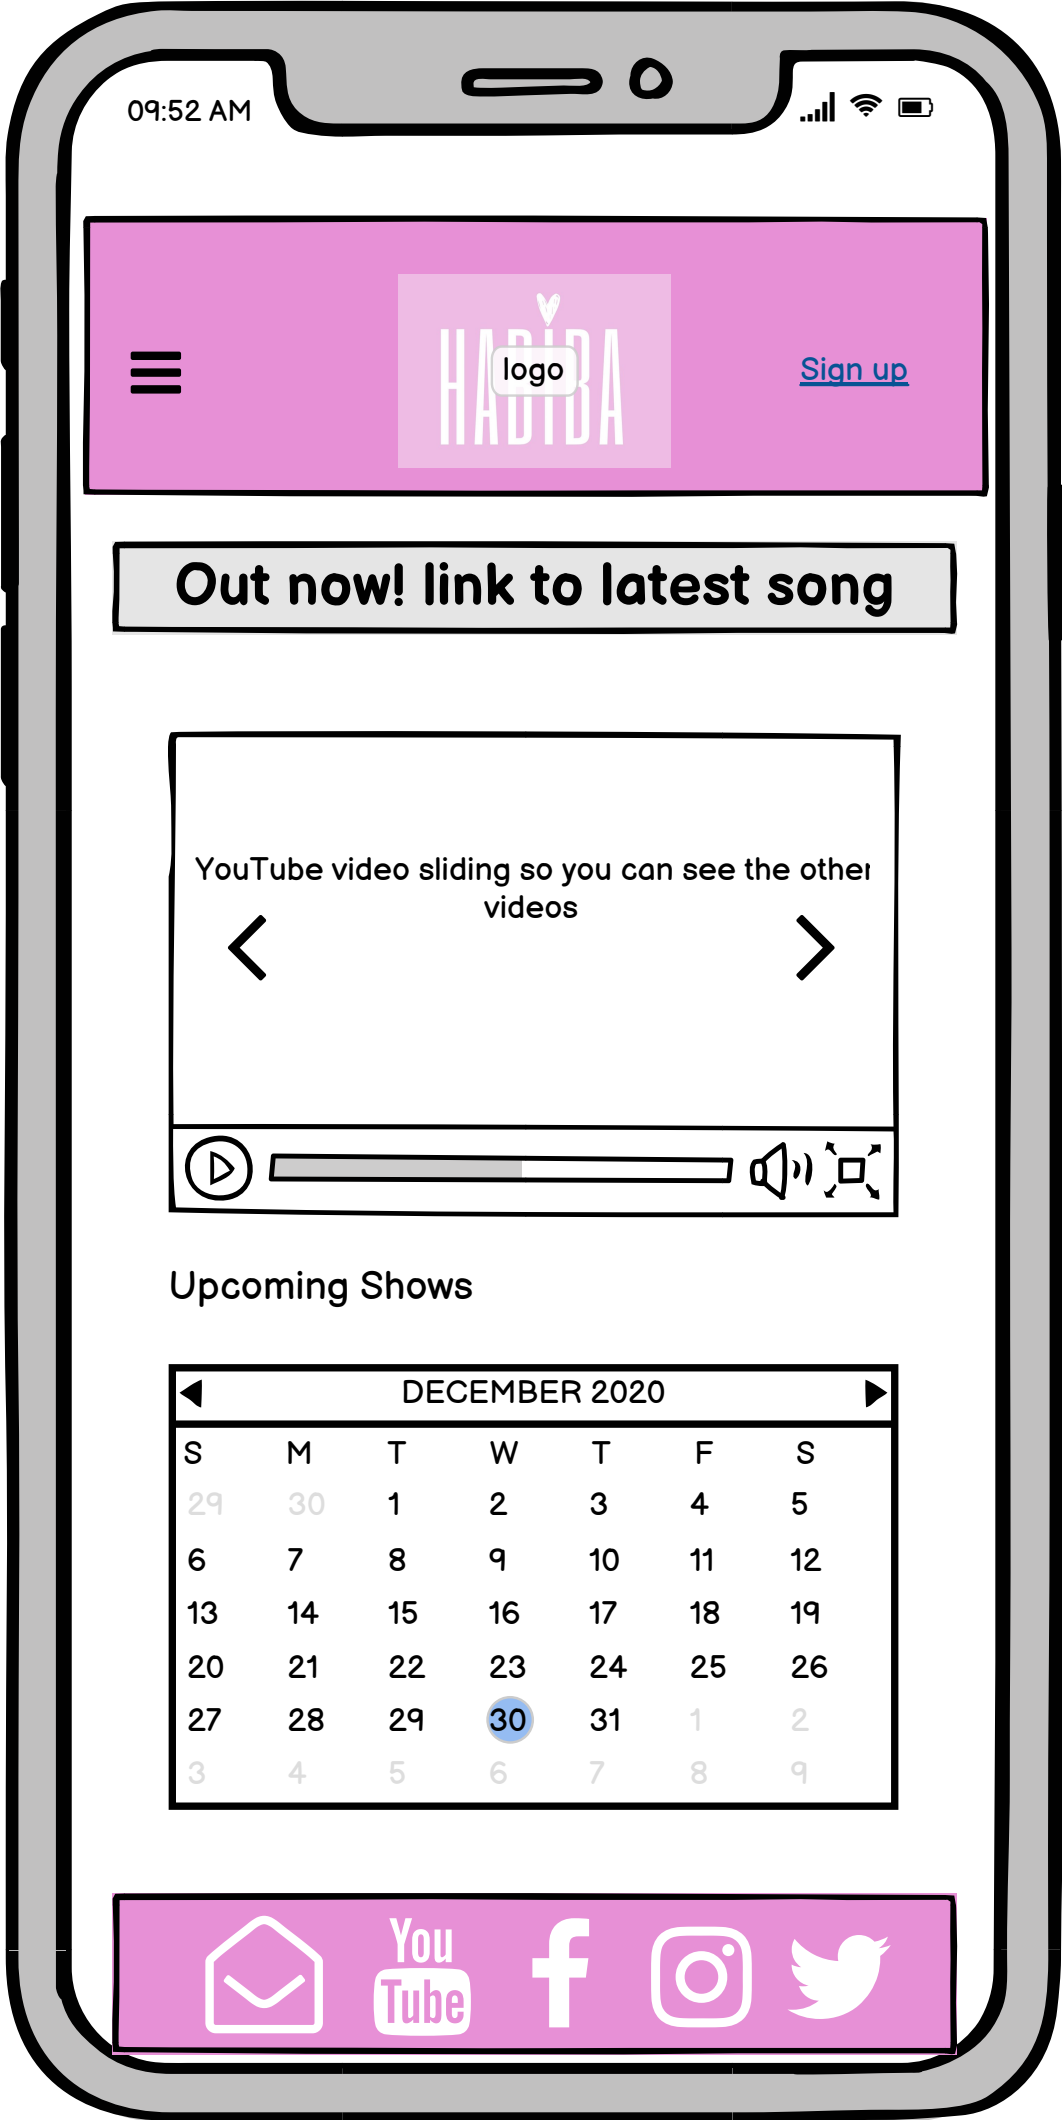 09:52 AM
HABIBA
logo
Sign up
Out now! link to latest song
YouTube video sliding so you can see the other
videos
Upcoming Shows
DECEMBER 2020
S M T W T F S
29 30 1 2 3 4 5
6 7 8 9 10 11 12
13 14 15 16 17 18 19
20 21 22 23 24 25 26
27 28 29 30 31 1 2
3 4 5 6 7 8 9
You
Tube